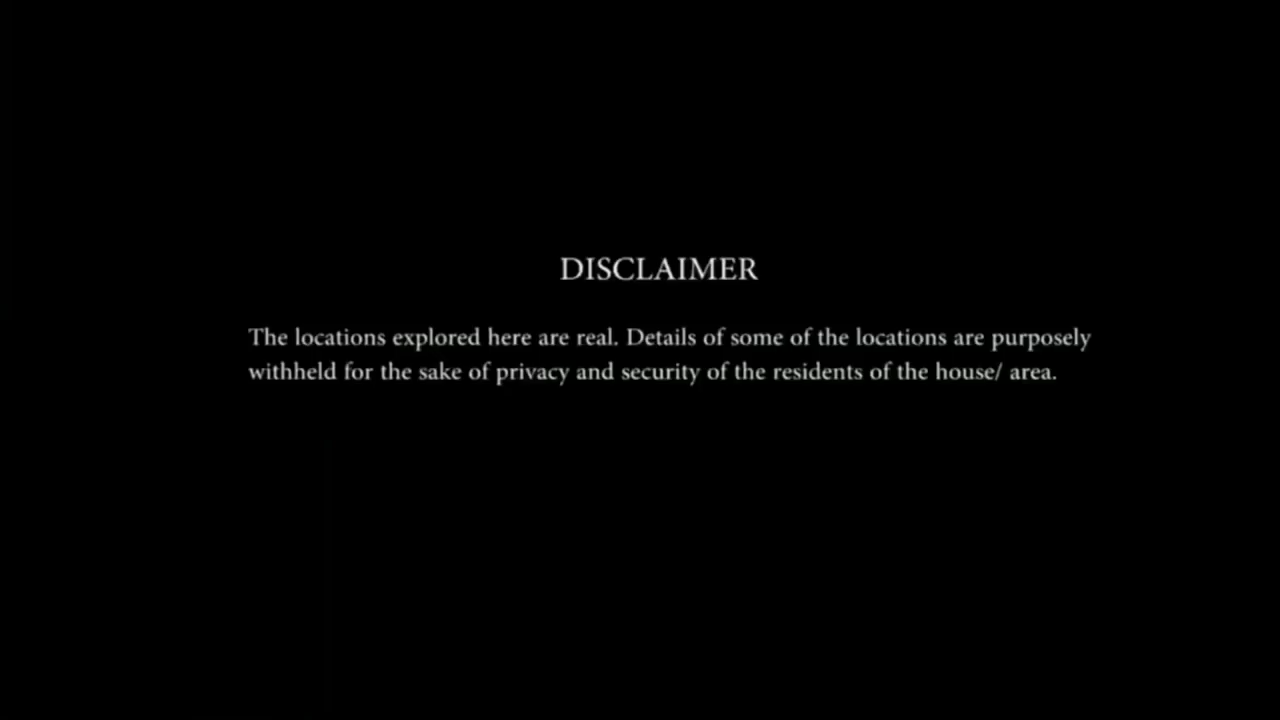 DISCLAIMER
The locations explored here are real. Details of some of the locations are purposely
withheld for the sake of privacy and security of the residents of the house/ area.